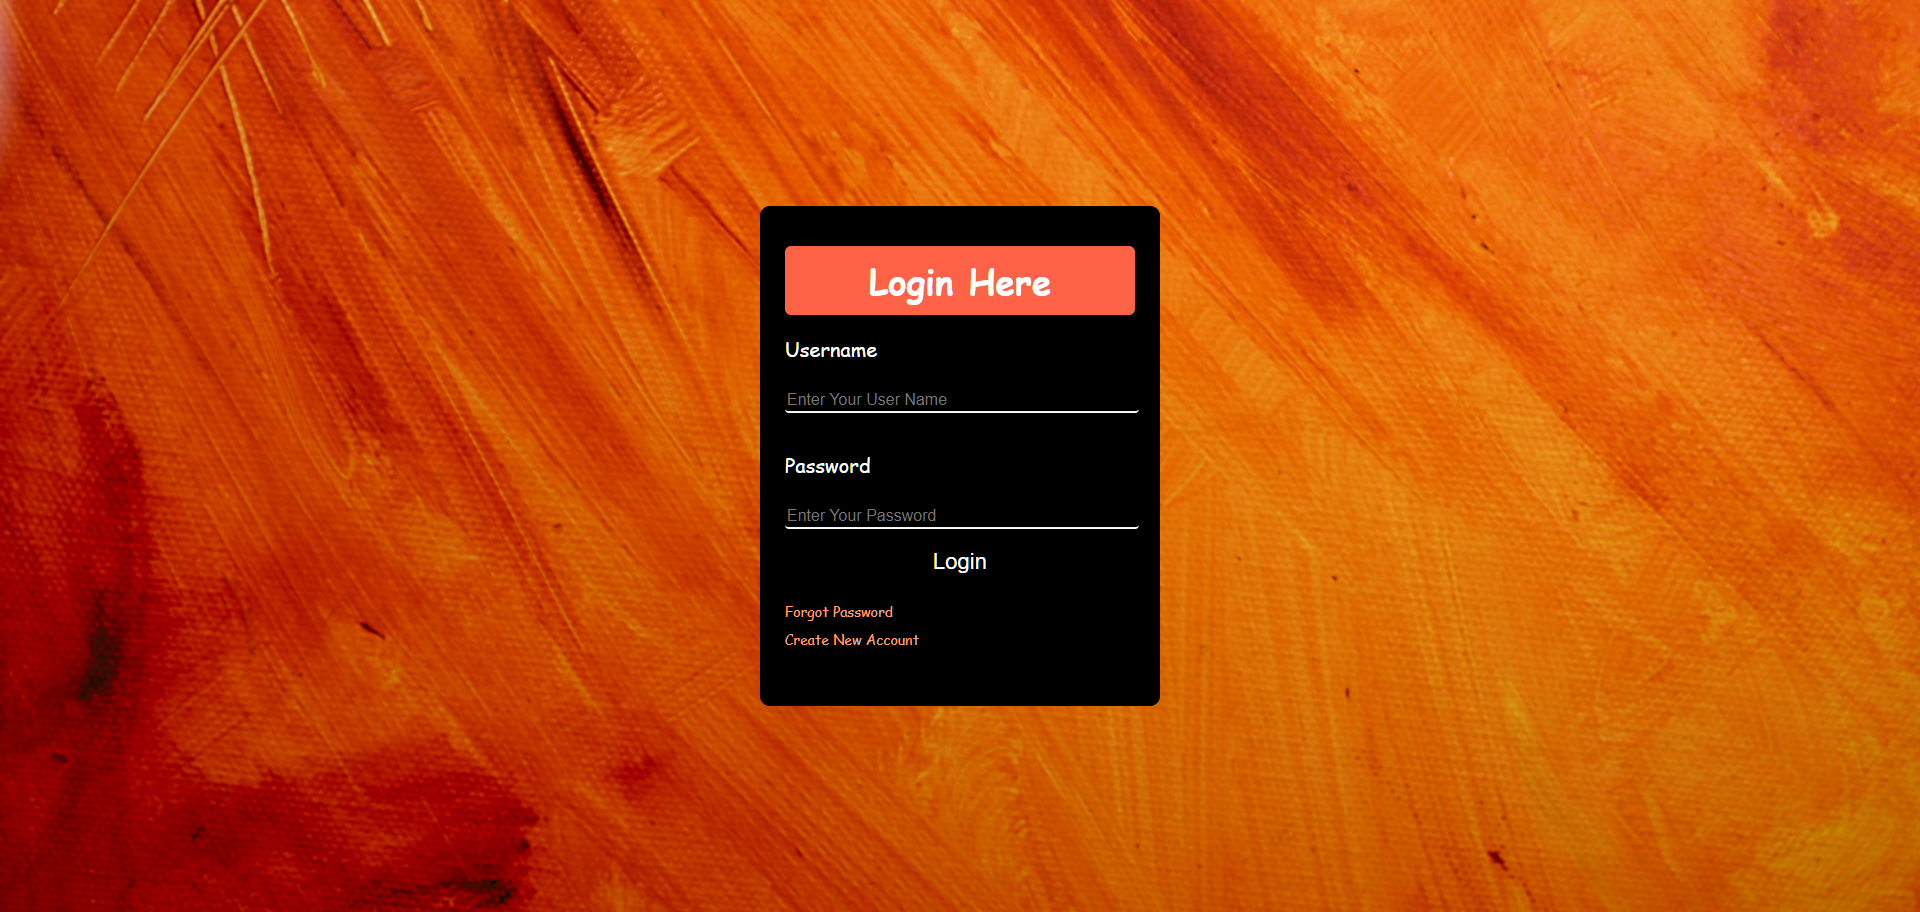 Login Here
Username
Enter Your User Name
Password
Enter Your Password
Login
Forgot Password
Create New Account